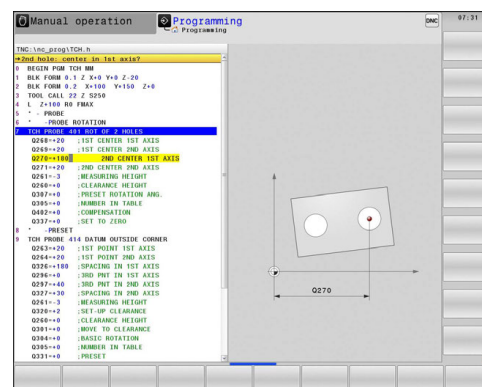 Manual operation
Programming
Programming
DNC
07:31
TNC:\nc_prog\TCH.h
→2nd hole: center in 1st axis?
0 BEGIN PGM TCH MM
1 BLK FORM 0.1 Z X+0 Y+0 Z-20
2 BLK FORM 0.2 X+100 Y+150 Z+0
3 TOOL CALL 22 Z S250
4 L Z+100 R0 FMAX
5 * - PROBE
6 * -PROBE ROTATION
7 TCH PROBE 401 ROT OF 2 HOLES
Q268=+20 ;1ST CENTER 1ST AXIS
Q269=+20 ;1ST CENTER 2ND AXIS
Q270=+180 2ND CENTER 1ST AXIS
Q271=+20 ;2ND CENTER 2ND AXIS
Q261=-3 ;MEASURING HEIGHT
Q260=+0 ;CLEARANCE HEIGHT
Q307=+0 ;PRESET ROTATION ANG.
Q305=+0 ;NUMBER IN TABLE
Q402=+0 ;COMPENSATION
Q337=+0 ;SET TO ZERO
8 * -PRESET
9 TCH PROBE 414 DATUM OUTSIDE CORNER
Q263=+20 ;1ST POINT 1ST AXIS
Q264=+20 ;1ST POINT 2ND AXIS
Q326=+180 ;SPACING IN 1ST AXIS
Q296=+0 ;3RD PNT IN 1ST AXIS
Q297=+40 ;3RD PNT IN 2ND AXIS
Q327=+30 ;SPACING IN 2ND AXIS
Q261=-3 ;MEASURING HEIGHT
Q320=+2 ;SET-UP CLEARANCE
Q260=+0 ;CLEARANCE HEIGHT
Q301=+0 ;MOVE TO CLEARANCE
Q304=+0 ;BASIC ROTATION
Q305=+0 ;NUMBER IN TABLE
Q331=+0 ;PRESET
Q270